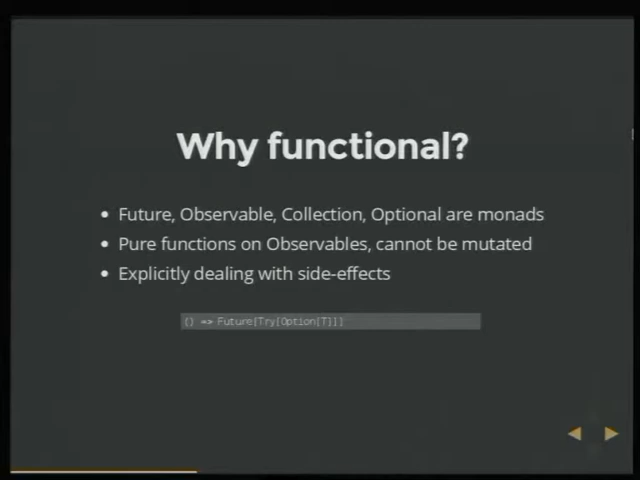 Why functional?
• Future, Observable, Collection, Optional are monads
• Pure functions on Observables, cannot be mutated
• Explicitly dealing with side-effects
() => Future[Try[Option[T]]]